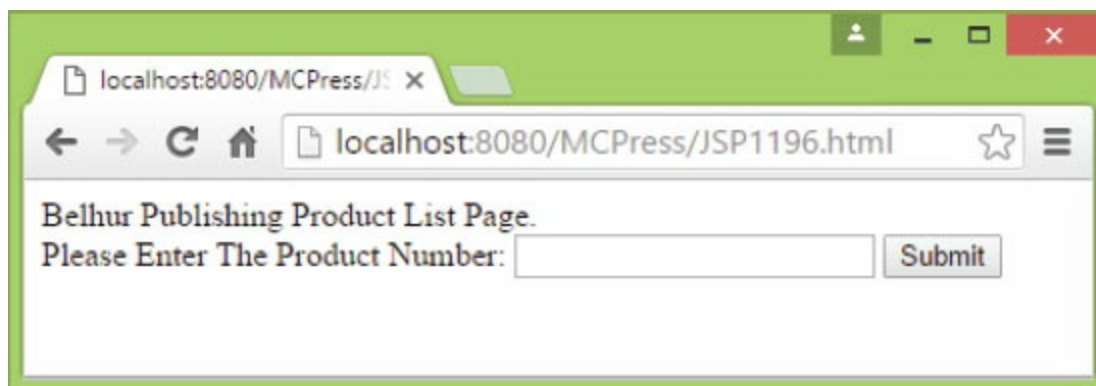 localhost:8080/MCPress/JS
localhost:8080/MCPress/JSP1196.html
Belhur Publishing Product List Page.
Please Enter The Product Number: Submit